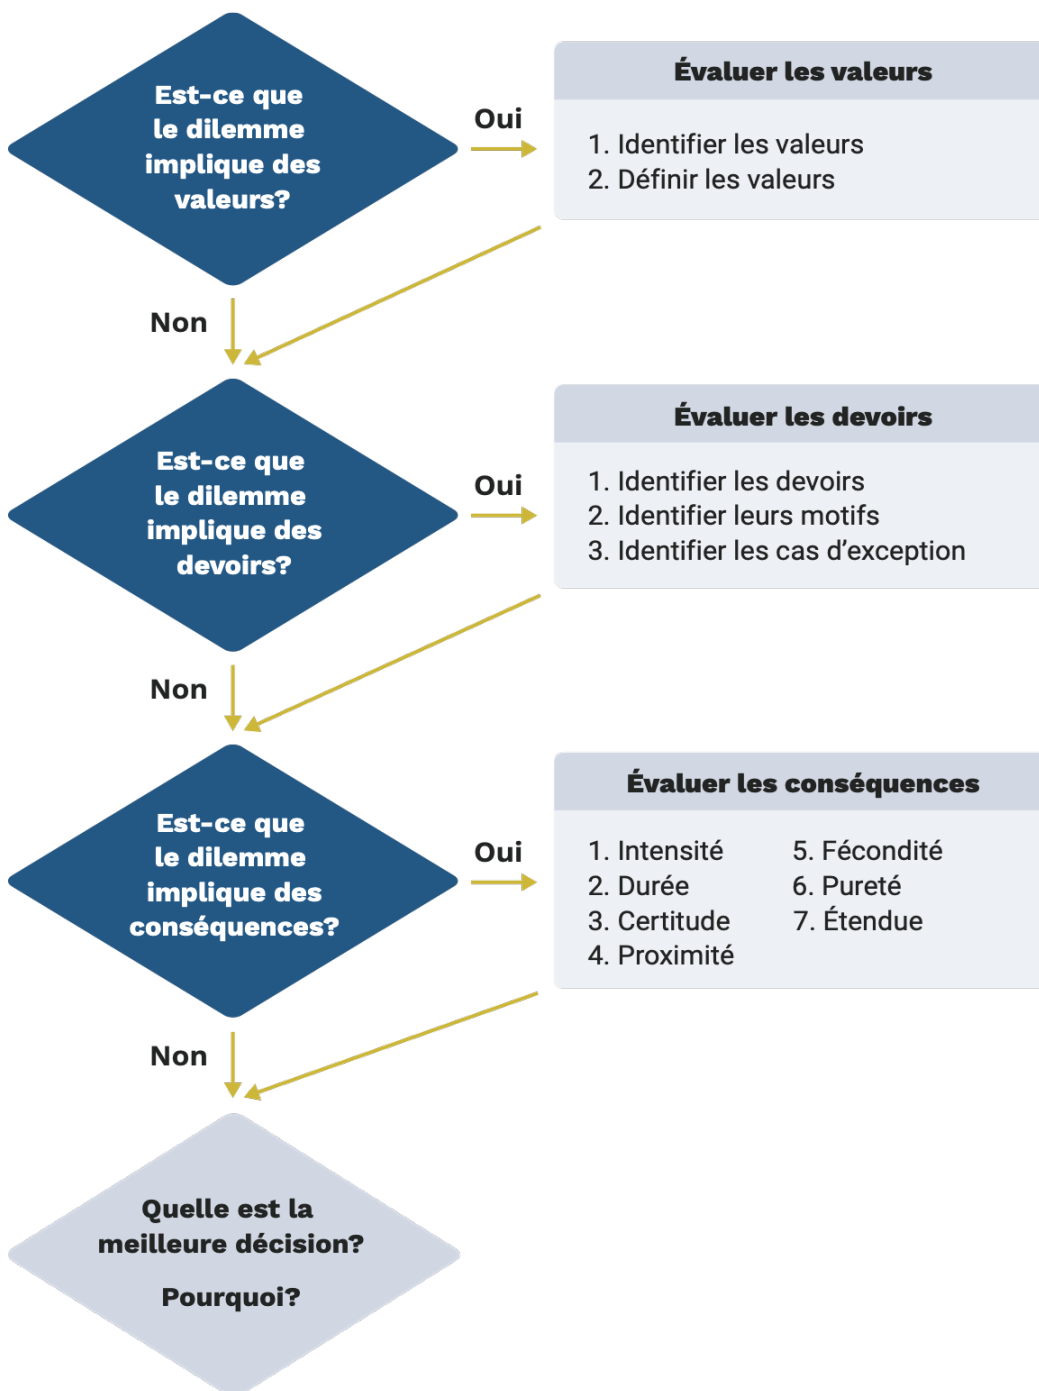 Est-ce que
le dilemme
implique des
valeurs?
Oui
Évaluer les valeurs
1. Identifier les valeurs
2. Définir les valeurs
Non
Est-ce que
le dilemme
implique des
devoirs?
Oui
Évaluer les devoirs
1. Identifier les devoirs
2. Identifier leurs motifs
3. Identifier les cas d’exception
Non
Est-ce que
le dilemme
implique des
conséquences?
Oui
Évaluer les conséquences
1. Intensité
2. Durée
3. Certitude
4. Proximité
5. Fécondité
6. Pureté
7. Étendue
Non
Quelle est la
meilleure décision?
Pourquoi?